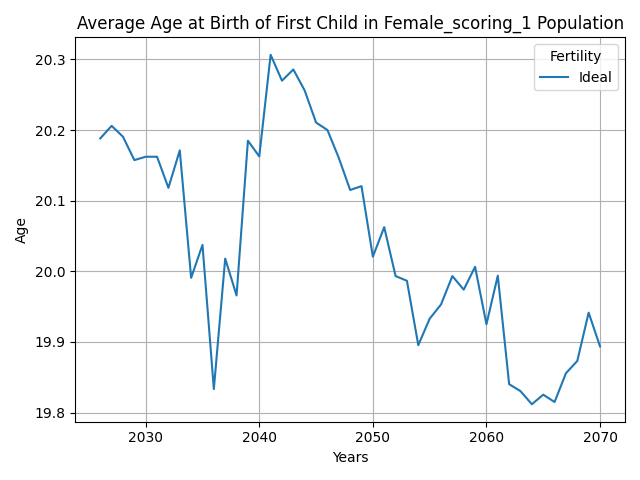 Average Age at Birth of First Child in Female_scoring_1 Population
Fertility
Ideal
20.3
20.2
20.1
20.0
19.9
19.8
Age
2030 2040 2050 2060 2070
Years